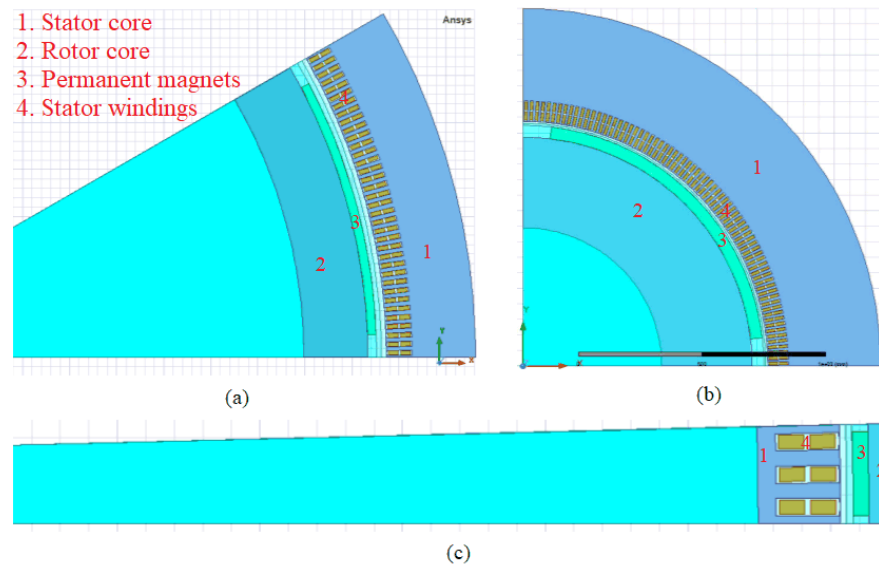 1. Stator core
2. Rotor core
3. Permanent magnets
4. Stator windings
Ansys
4
3
2
1
Y
X
(a)
1
2
4
3
Y
0
(b)
1
4
3
(c)